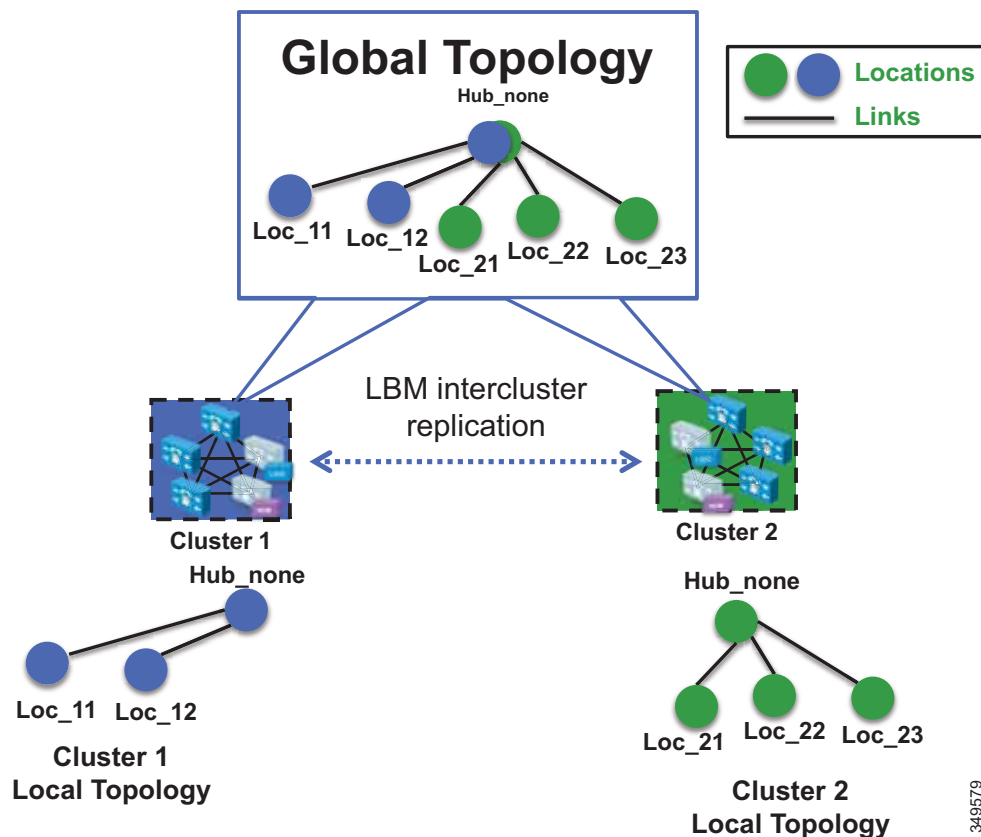 Global Topology
Hub_none
Loc_11
Loc_12
Loc_21
Loc_22
Loc_23
Locations
Links
LBM intercluster
replication
Cluster 1
Cluster 2
Hub_none
Loc_11
Loc_12
Cluster 1
Local Topology
Hub_none
Loc_21
Loc_22
Loc_23
Cluster 2
Local Topology
349579